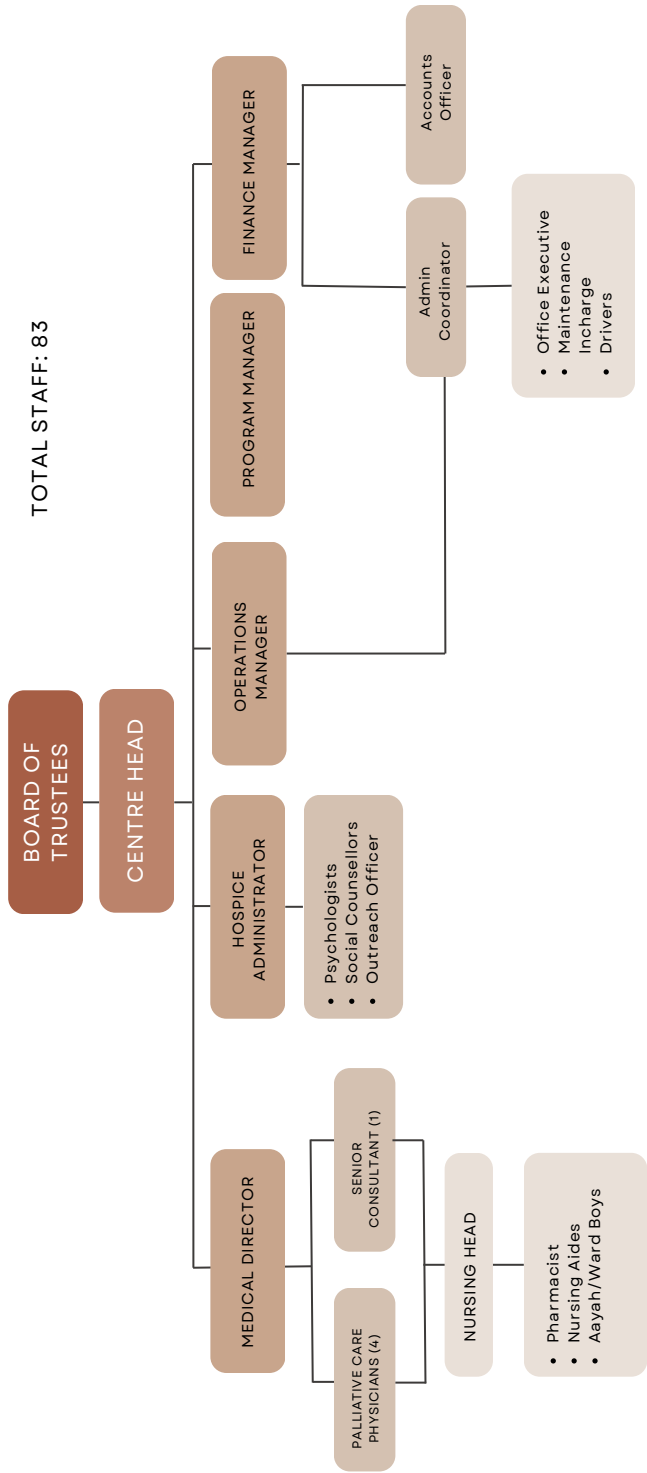 TOTAL STAFF: 83
BOARD OF
TRUSTEES
CENTRE HEAD
MEDICAL DIRECTOR
HOSPICE
ADMINISTRATOR
OPERATIONS
MANAGER
PROGRAM MANAGER
FINANCE MANAGER
PALLIATIVE CARE
PHYSICIANS (4)
SENIOR
CONSULTANT (1)
• Psychologists
• Social Counsellors
• Outreach Officer
Admin
Coordinator
Accounts
Officer
NURSING HEAD
• Pharmacist
• Nursing Aides
• Aayah/Ward Boys
• Office Executive
• Maintenance
Incharge
• Drivers